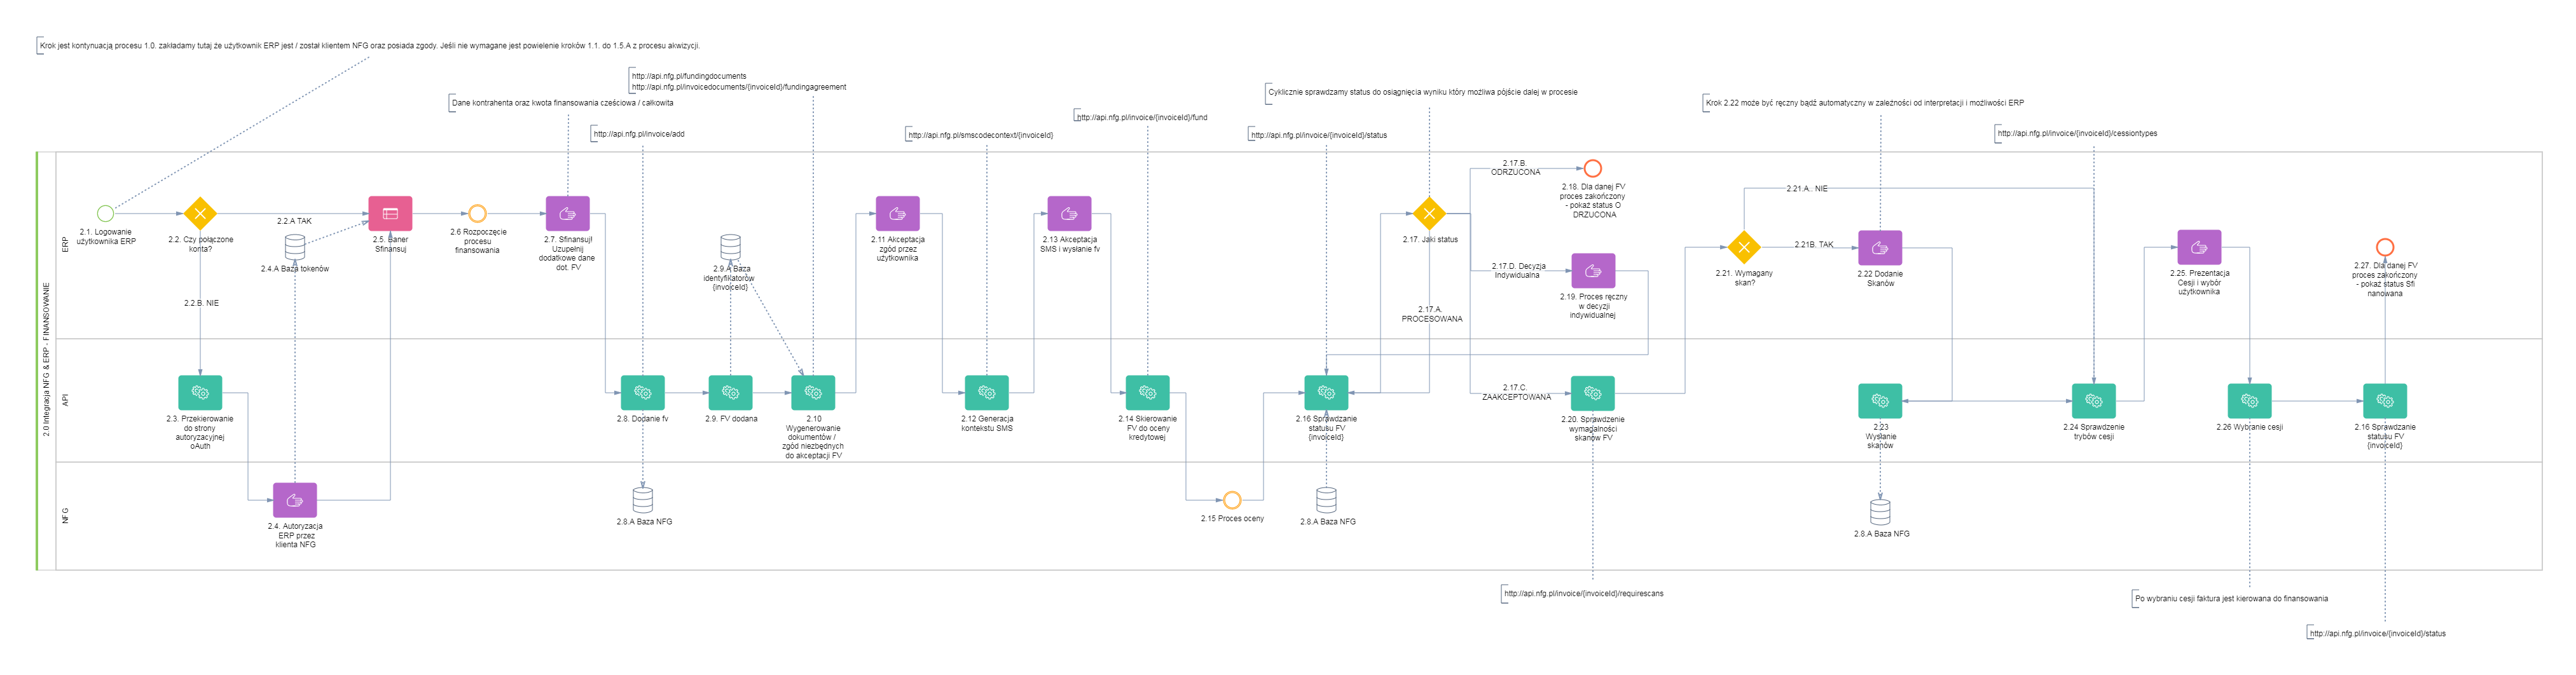 Krok jest kontynuacją procesu 1.0. zakładamy tutaj że użytkownik ERP jest / został klientem NFG oraz posiada zgody. Jeśli nie wymagane jest powielenie kroków 1.1. do 1.5.A z procesu akwizycji.
http://api.nfg.pl/fundingdocuments
http://api.nfg.pl/invoicedocuments/{invoiceId}/fundingagreement
Dane kontrahenta oraz kwota finansowania cześciowa / całkowita
http://api.nfg.pl/invoice/add
http://api.nfg.pl/smscodecontext/{invoiceId}
http://api.nfg.pl/invoice/{invoiceId}/fund
Cyklicznie sprawdzamy status do osiągnięcia wyniku który możliwa pójście dalej w procesie
http://api.nfg.pl/invoice/{invoiceId}/status
Krok 2.22 może być ręczny bądź automatyczny w zależności od interpretacji i możliwości ERP
http://api.nfg.pl/invoice/{invoiceId}/cessiontypes
2.0 Integracja NFG & ERP - FINANSOWANIE
ERP
2.1. Logowanie
użytkownika ERP
2.2. Czy połączone
konta?
2.2.A TAK
2.2.B. NIE
2.4.A Baza tokenów
2.5. Baner
Sfinansuj
2.6 Rozpoczęcie
procesu
finansowania
2.7. Sfinansuj!
Uzupełnij
dodatkowe dane
dot. FV
2.9.A Baza
identyfikatorów
{invoiceId}
2.11 Akceptacja
zgód przez
użytkownika
2.13 Akceptacja
SMS i wysłanie fv
2.17. Jaki status
2.17.B.
ODRZUCONA
2.18. Dla danej FV
proces zakończony
- pokaż status O
DRZUCONA
2.17.D. Decyzja
Indywidualna
2.19. Proces ręczny
w decyzji
indywidualnej
2.17.A.
PROCESOWANA
2.21. Wymagany
skan?
2.21.A.. NIE
2.21B. TAK
2.22 Dodanie
Skanów
2.25. Prezentacja
Cesji i wybór
użytkownika
2.27. Dla danej FV
proces zakończony
- pokaż status Sfi
nanowana
API
2.3. Przekierowanie
do strony
autoryzacyjnej
oAuth
2.8. Dodanie fv
2.9. FV dodana
2.10
Wygenerowanie
dokumentów /
zgód niezbędnych
do akceptacji FV
2.12 Generacja
kontekstu SMS
2.14 Skierowanie
FV do oceny
kredytowej
2.16 Sprawdzanie
statusu FV
{invoiceId}
2.17.C.
ZAAKCEPTOWANA
2.20. Sprawdzenie
wymagalności
skanów FV
2.23
Wysłanie
skanów
2.24 Sprawdzenie
trybów cesji
2.26 Wybranie cesji
2.16 Sprawdzanie
statusu FV
{invoiceId}
NFG
2.4. Autoryzacja
ERP przez
klienta NFG
2.8.A Baza NFG
2.15 Proces oceny
2.8.A Baza NFG
2.8.A Baza NFG
http://api.nfg.pl/invoice/{invoiceId}/requirescans
Po wybraniu cesji faktura jest kierowana do finansowania
http://api.nfg.pl/invoice/{invoiceId}/status